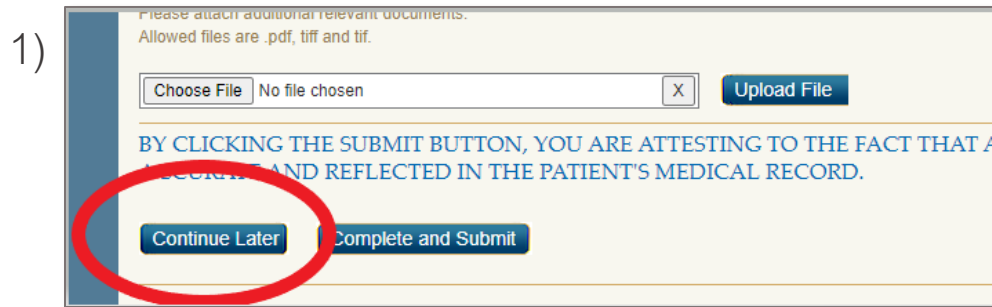 1)
Please attach additional relevant documents.
Allowed files are .pdf, tiff and tif.
Choose File No file chosen X Upload File
BY CLICKING THE SUBMIT BUTTON, YOU ARE ATTESTING TO THE FACT THAT A
ACCURATE AND REFLECTED IN THE PATIENT'S MEDICAL RECORD.
Continue Later Complete and Submit